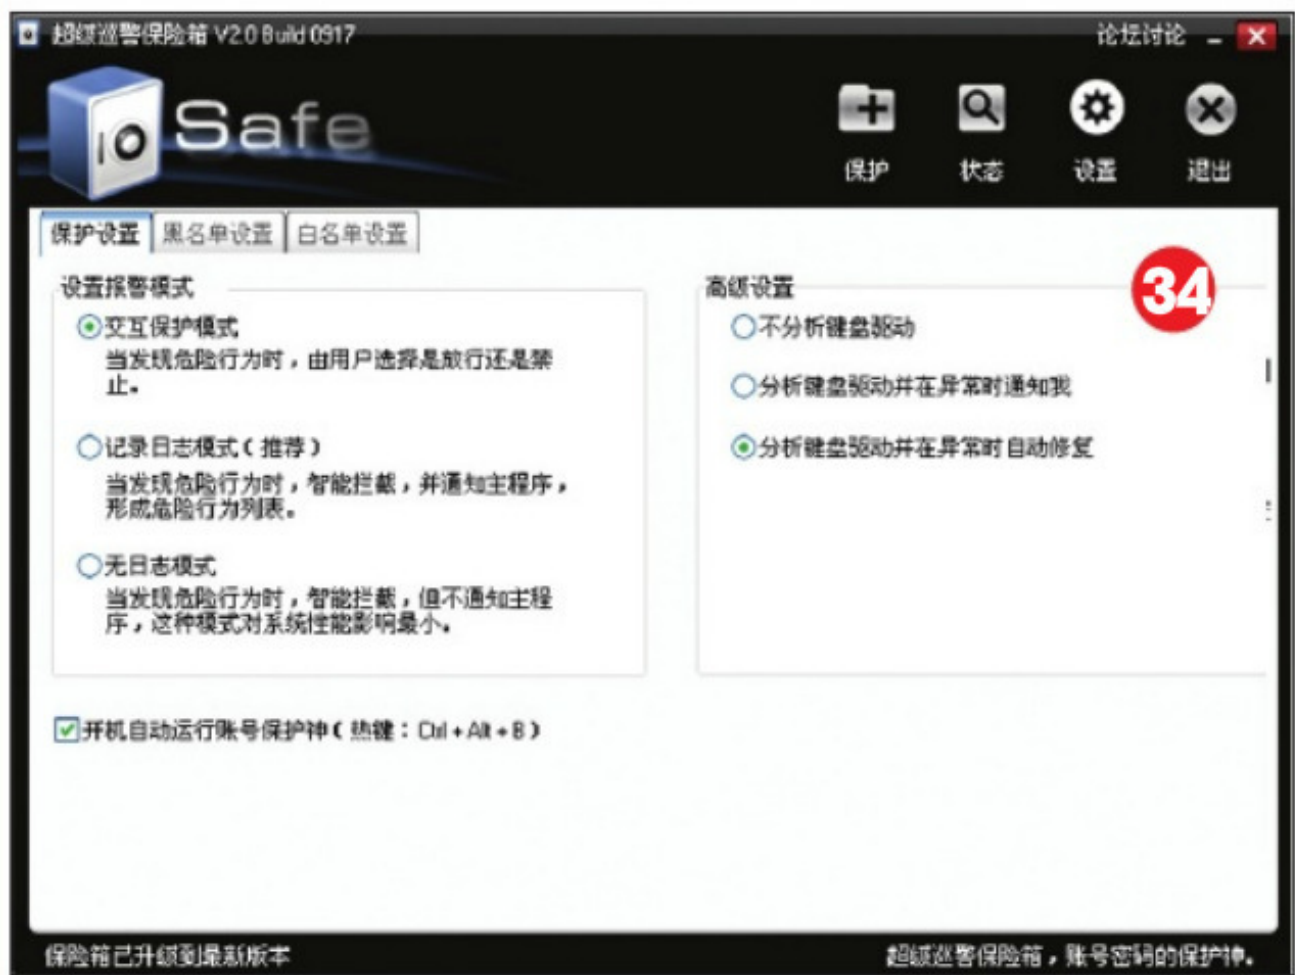 超级巡警保险箱 V2.0 Build 0917
论坛讨论
Safe
保护 状态 设置 退出
保护设置 黑名单设置 白名单设置
设置报警模式
交互保护模式
当发现危险行为时，由用户选择是放行还是禁
止。
记录日志模式（推荐）
当发现危险行为时，智能拦截，并通知主程序，
形成危险行为列表。
无日志模式
当发现危险行为时，智能拦截，但不通知主程
序，这种模式对系统性能影响最小。
高级设置
34
不分析键盘驱动
分析键盘驱动并在异常时通知我
分析键盘驱动并在异常时自动修复
开机自动运行账号保护神（热键：Ctrl + Alt + B）
保险箱已升级到最新版本
超级巡警保险箱，账号密码的保护神。